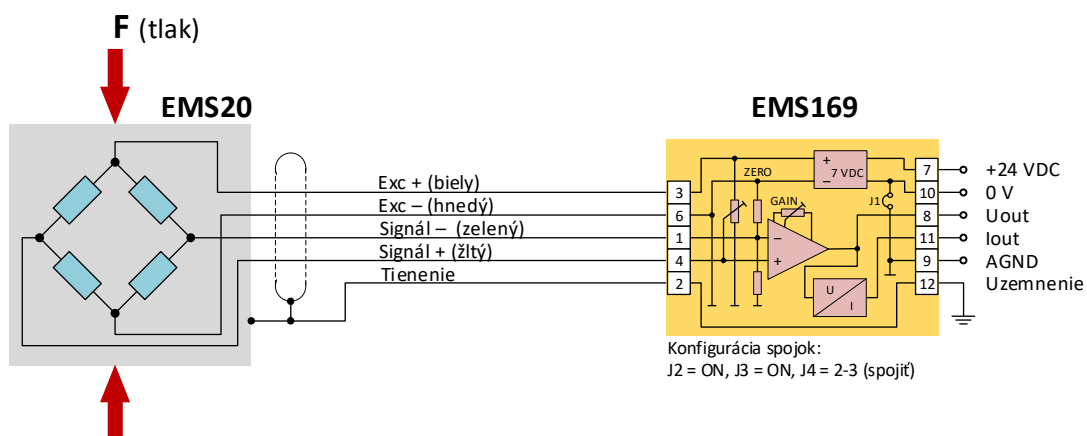 F (tlak)
EMS20
EMS169
Exc + (biely)
Exc – (hnedý)
Signál – (zelený)
Signál + (žltý)
Tienenie
3
6
1
4
2
ZERO
GAIN
+
–
7 VDC
J1
–
+
U
I
7
10
8
11
9
12
+24 VDC
0 V
Uout
Iout
AGND
Uzemnenie
Konfigurácia spojok:
J2 = ON, J3 = ON, J4 = 2-3 (spojiť)